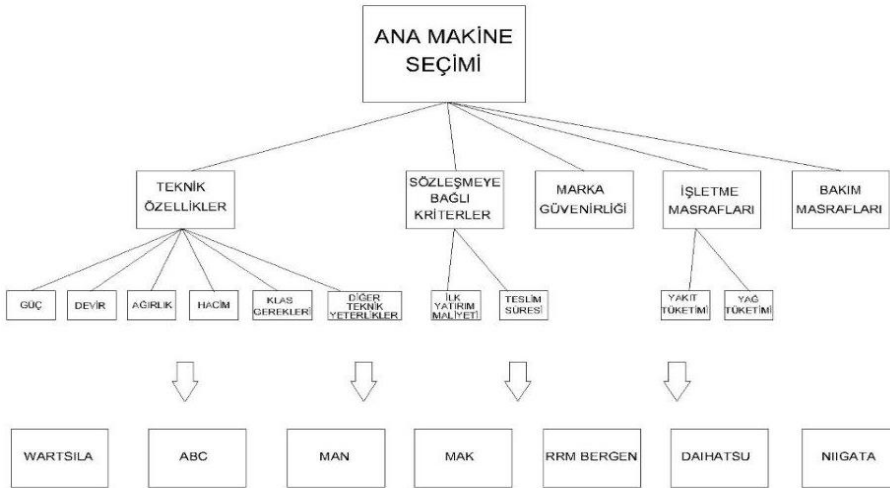 ANA MAKİNE
SEÇİMİ
TEKNİK
ÖZELLİKLER
SÖZLEŞMEYE
BAĞLI
KRİTERLER
MARKA
GÜVENİRLİĞİ
İŞLETME
MASRAFLARI
BAKIM
MASRAFLARI
GÜÇ
DEVİR
AĞIRLIK
HACİM
KLAS
GEREKLERİ
DİĞER
TEKNİK
YETERLİKLER
İLK
YATIRIM
MALİYETİ
TESLİM
SÜRESİ
YAKIT
TÜKETİMİ
YAĞ
TÜKETİMİ
WARTSILA
ABC
MAN
MAK
RRM BERGEN
DAIHATSU
NIIGATA